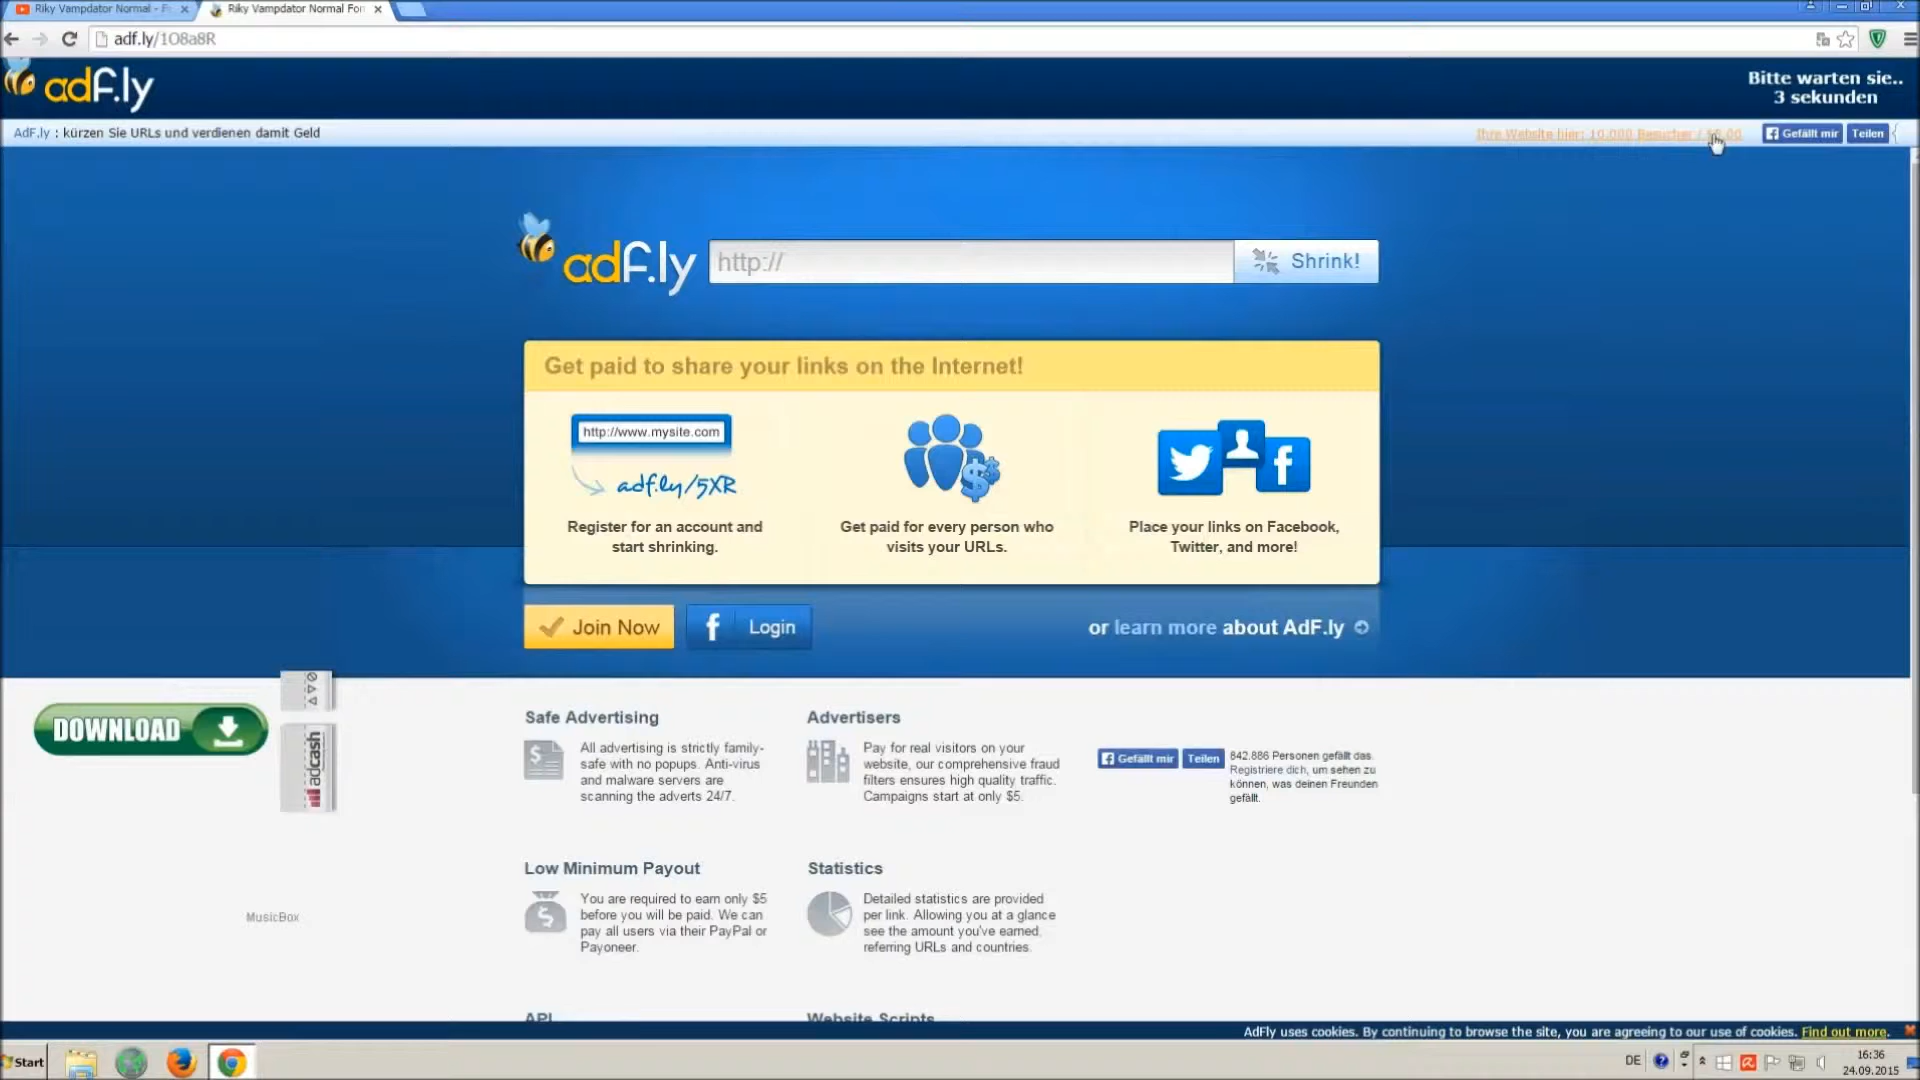 Riky Vampdator Normal - F
Riky Vampdator Normal Fon
adf.ly/1O8a8R
adf.ly
Bitte warten sie..
3 sekunden
AdF.ly : kürzen Sie URLs und verdienen damit Geld
Ihre Website hier: 10.000 Besucher /
Gefällt mir
Teilen
adf.ly
http://
Shrink!
Get paid to share your links on the Internet!
http://www.mysite.com
adf.ly/5XR
Register for an account and
start shrinking.
Get paid for every person who
visits your URLs.
Place your links on Facebook,
Twitter, and more!
Join Now
Login
or learn more about AdF.ly
DOWNLOAD
adcash
Safe Advertising
All advertising is strictly family-
safe with no popups. Anti-virus
and malware servers are
scanning the adverts 24/7.
Advertisers
Pay for real visitors on your
website, our comprehensive fraud
filters ensures high quality traffic.
Campaigns start at only $5.
Gefällt mir
Teilen
842.886 Personen gefällt das.
Registriere dich, um sehen zu
können, was deinen Freunden
gefällt.
Low Minimum Payout
You are required to earn only $5
before you will be paid. We can
pay all users via their PayPal or
Payoneer.
Statistics
Detailed statistics are provided
per link. Allowing you at a glance
see the amount you've earned,
referring URLs and countries.
MusicBox
API
Website Scripts
AdFly uses cookies. By continuing to browse the site, you are agreeing to our use of cookies. Find out more.
Start
DE
16:36
24.09.2015